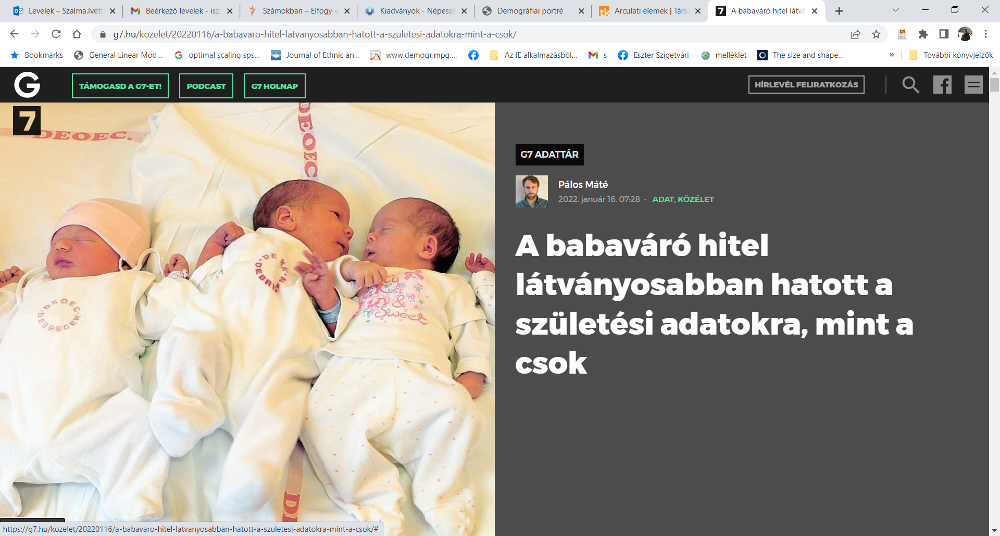 Levelek – Szalma.Ivett
Beérkező levelek - isza
Számokban – Elfogy-e
Kiadványok - Népessé
Demográfiai portré
Arculati elemek | Társa
A babaváró hitel látvá
g7.hu/kozelet/20220116/a-babavaro-hitel-latvanyosabban-hatott-a-szuletesi-adatokra-mint-a-csok/
Bookmarks
General Linear Mod...
optimal scaling sps...
Journal of Ethnic an...
www.demogr.mpg....
Az IE alkalmazásból...
s
Eszter Szigetvári
melléklet
The size and shape...
»
További könyvjelzők
G
TÁMOGASD A G7-ET!
PODCAST
G7 HOLNAP
HÍRLEVÉL FELIRATKOZÁS
7
DEOEC.
DEOEC
G7 ADATTÁR
Pálos Máté
2022. január 16. 07:28 • ADAT, KÖZÉLET
A babaváró hitel
látványosabban hatott a
születési adatokra, mint a
csok
&
Sweet
DEOEC.N
DEBRECEN
https://g7.hu/kozelet/20220116/a-babavaro-hitel-latvanyosabban-hatott-a-szuletesi-adatokra-mint-a-csok/#